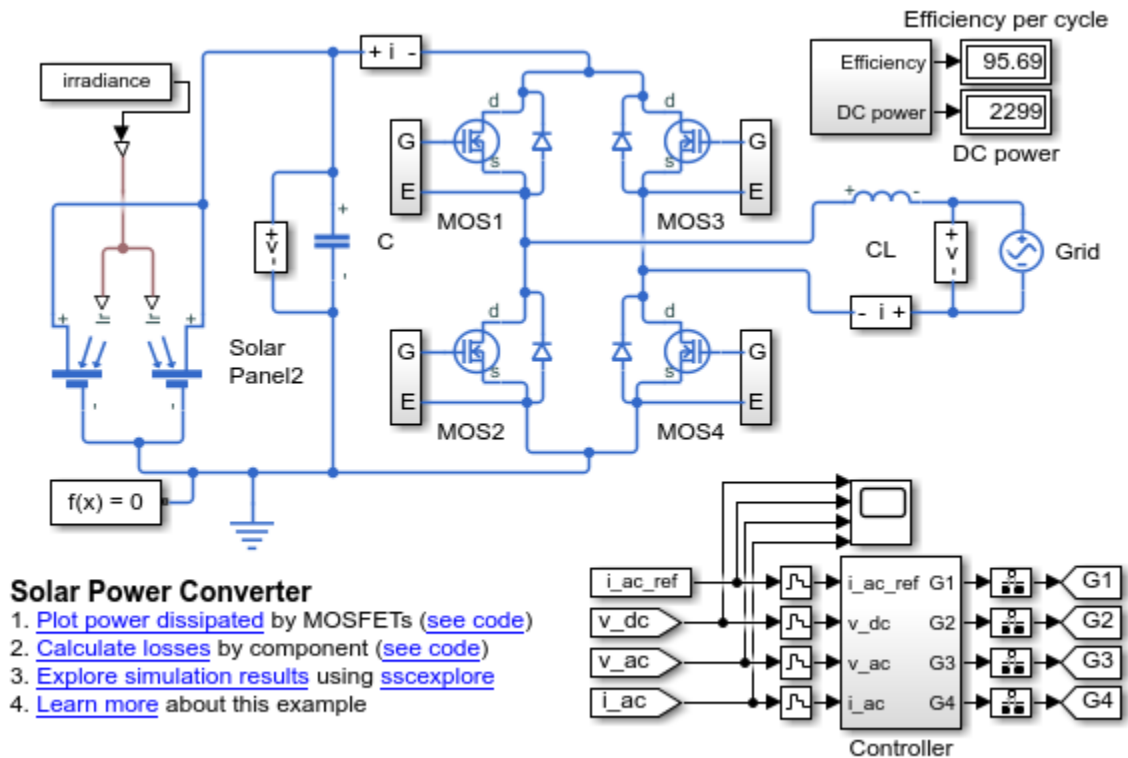 Efficiency per cycle
irradiance
+ i -
Efficiency
95.69
DC power
2299
DC power
d
d
G
G
s
s
E
E
MOS1
MOS3
+
-
+
+ v -
C
CL
+ v -
Grid
-
- i +
Ir
Ir
+
+
d
d
Solar
Panel2
G
G
s
s
E
E
-
-
MOS2
MOS4
f(x) = 0
Solar Power Converter
1. Plot power dissipated by MOSFETs (see code)
2. Calculate losses by component (see code)
3. Explore simulation results using sscexplore
4. Learn more about this example
i_ac_ref
i_ac_ref
G1
G1
v_dc
v_dc
G2
G2
v_ac
v_ac
G3
G3
i_ac
i_ac
G4
G4
Controller